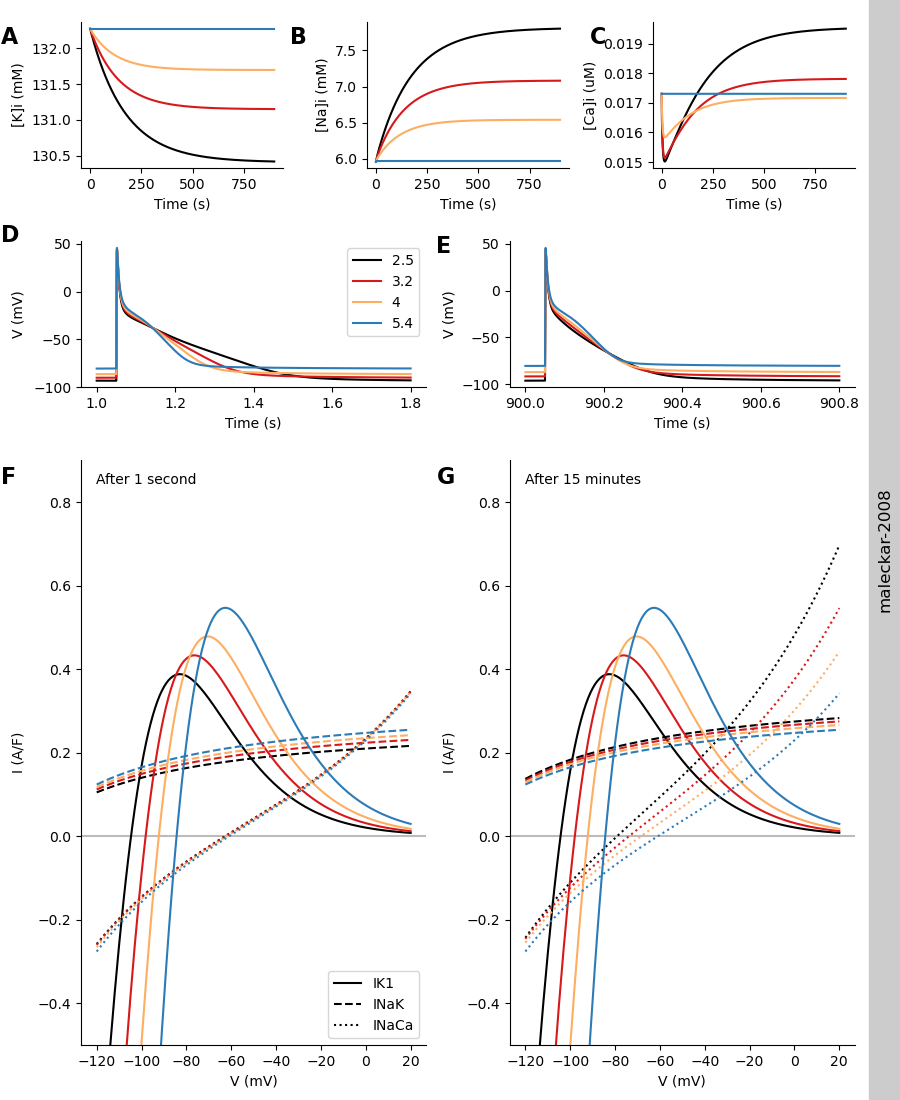 A
[K]i (mM)
132.0
131.5
131.0
130.5
0 250 500 750
Time (s)
B
[Na]i (mM)
7.5
7.0
6.5
6.0
0 250 500 750
Time (s)
C
[Ca]i (uM)
0.019
0.018
0.017
0.016
0.015
0 250 500 750
Time (s)
D
V (mV)
50
0
−50
−100
1.0 1.2 1.4 1.6 1.8
Time (s)
2.5
3.2
4
5.4
E
V (mV)
50
0
−50
−100
900.0 900.2 900.4 900.6 900.8
Time (s)
F
After 1 second
I (A/F)
0.8
0.6
0.4
0.2
0.0
−0.2
−0.4
−120 −100 −80 −60 −40 −20 0 20
V (mV)
IK1
INaK
INaCa
G
After 15 minutes
I (A/F)
0.8
0.6
0.4
0.2
0.0
−0.2
−0.4
−120 −100 −80 −60 −40 −20 0 20
V (mV)
maleckar-2008